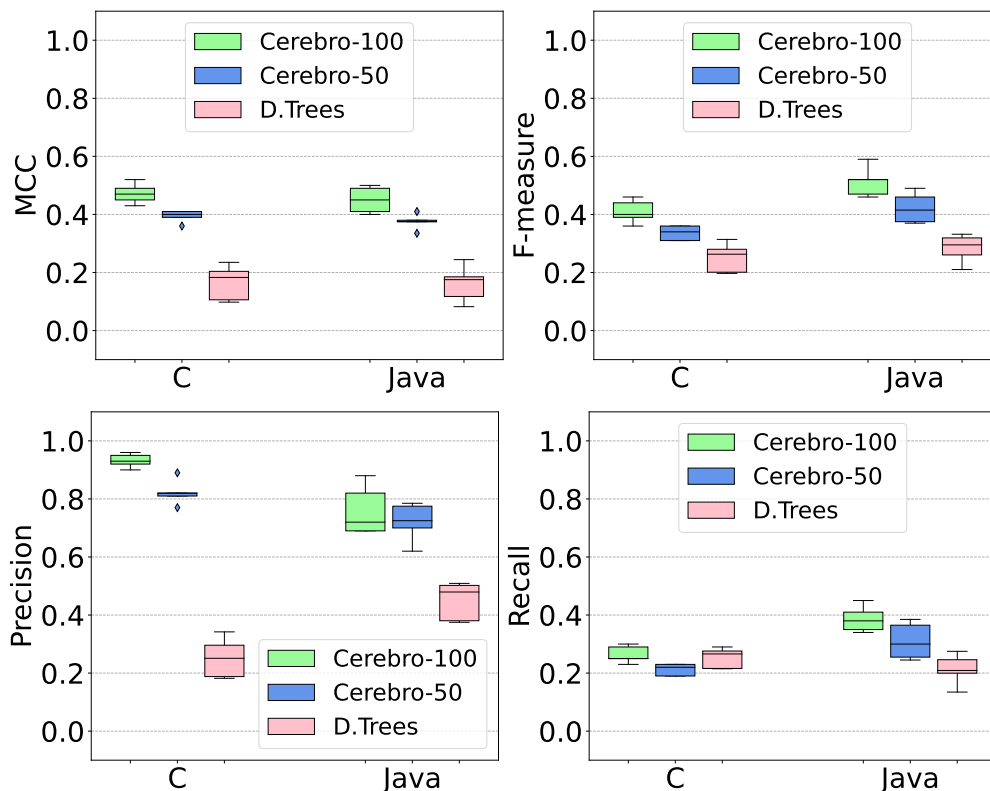 MCC
1.0
0.8
0.6
0.4
0.2
0.0
Cerebro-100
Cerebro-50
D.Trees
C
Java
F-measure
1.0
0.8
0.6
0.4
0.2
0.0
Cerebro-100
Cerebro-50
D.Trees
C
Java
Precision
1.0
0.8
0.6
0.4
0.2
0.0
Cerebro-100
Cerebro-50
D.Trees
C
Java
Recall
1.0
0.8
0.6
0.4
0.2
0.0
Cerebro-100
Cerebro-50
D.Trees
C
Java